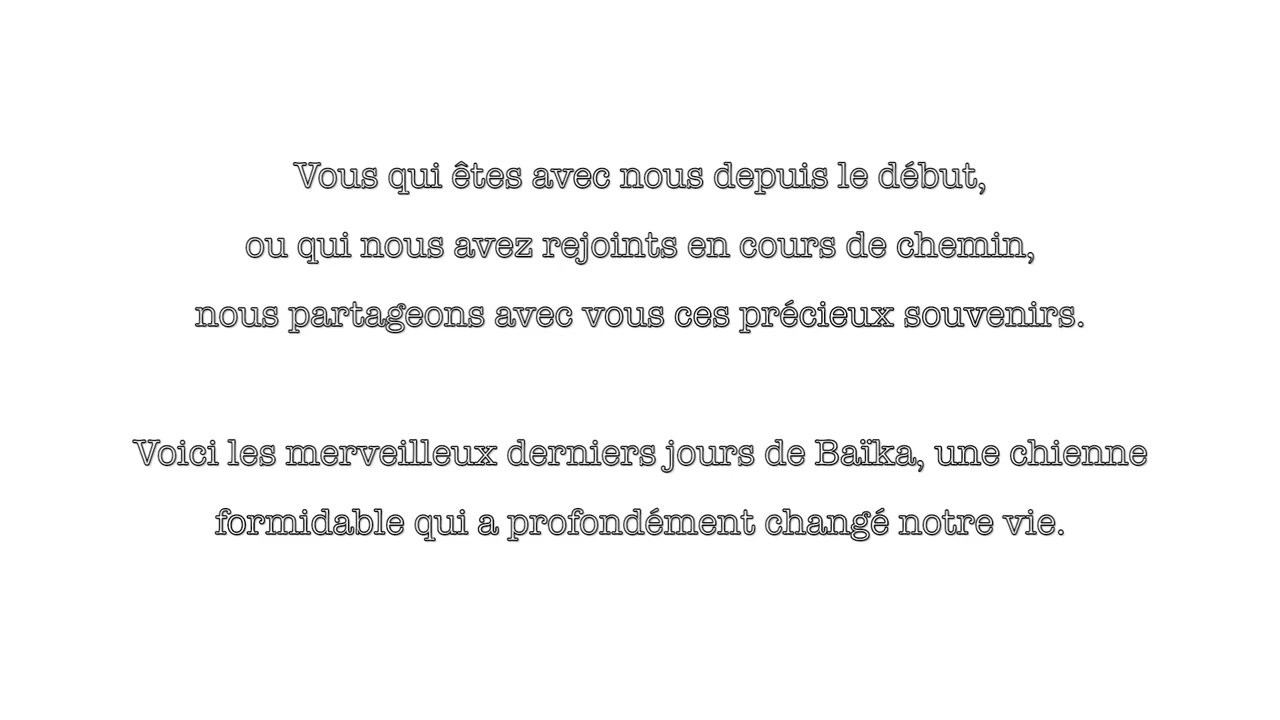 Vous qui êtes avec nous depuis le début,
ou qui nous avez rejoints en cours de chemin,
nous partageons avec vous ces précieux souvenirs.
Voici les merveilleux derniers jours de Baïka, une chienne
formidable qui a profondément changé notre vie.